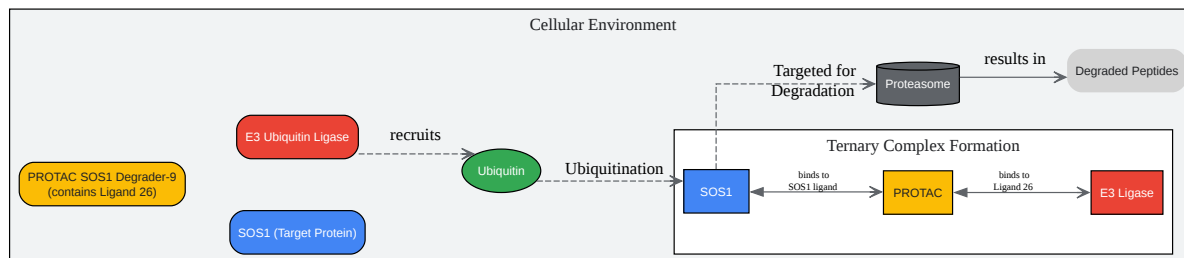 Cellular Environment
Targeted for
Degradation
Proteasome
results in
Degraded Peptides
E3 Ubiquitin Ligase
recruits
Ubiquitin
Ubiquitination
PROTAC SOS1 Degrader-9
(contains Ligand 26)
SOS1 (Target Protein)
Ternary Complex Formation
SOS1
binds to
SOS1 ligand
PROTAC
binds to
Ligand 26
E3 Ligase